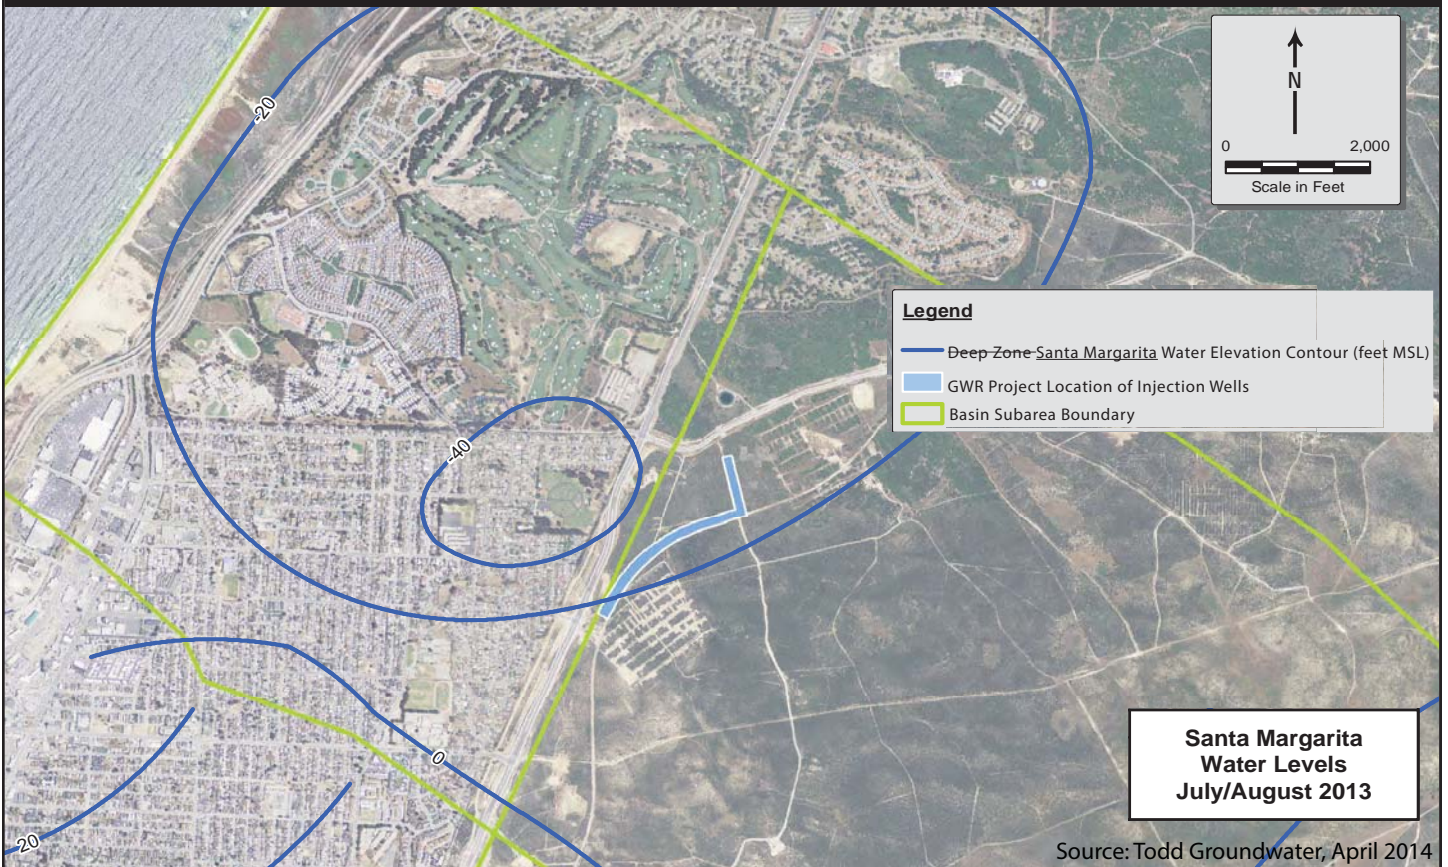 -20
N
0 2,000
Scale in Feet
Legend
Deep Zone Santa Margarita Water Elevation Contour (feet MSL)
GWR Project Location of Injection Wells
Basin Subarea Boundary
-40
0
20
Santa Margarita
Water Levels
July/August 2013
Source: Todd Groundwater, April 2014